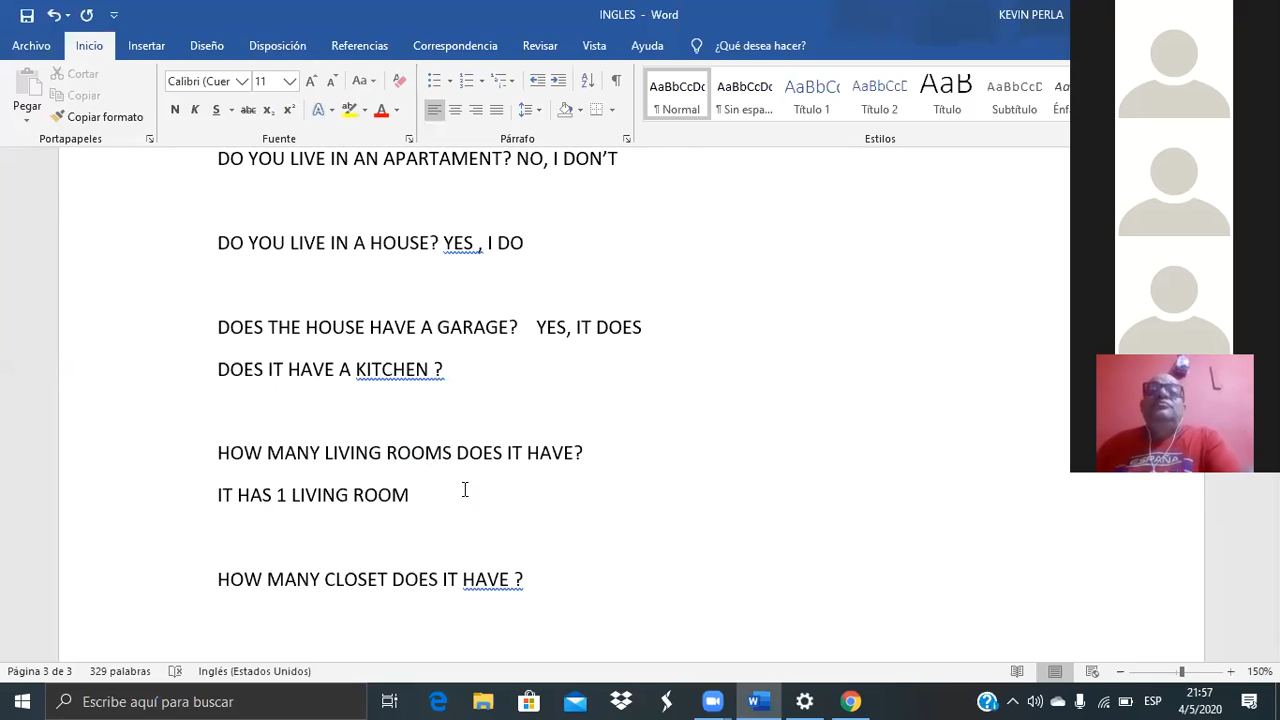 INGLES - Word
KEVIN PERLA
Archivo Inicio Insertar Diseño Disposición Referencias Correspondencia Revisar Vista Ayuda ¿Qué desea hacer?
Pegar
Cortar
Copiar
Copiar formato
Portapapeles
Calibri (Cuer 11
N K S abc x₂ x²
Fuente
Párrafo
AaBbCcDc AaBbCcDc AaBbCc AaBbCcD AaB AaBbCcD
¶ Normal ¶ Sin espa... Título 1 Título 2 Título Subtítulo
Estilos
DO YOU LIVE IN AN APARTAMENT? NO, I DON’T
DO YOU LIVE IN A HOUSE? YES , I DO
DOES THE HOUSE HAVE A GARAGE? YES, IT DOES
DOES IT HAVE A KITCHEN ?
HOW MANY LIVING ROOMS DOES IT HAVE?
IT HAS 1 LIVING ROOM
HOW MANY CLOSET DOES IT HAVE ?
ESPAÑA
Página 3 de 3 329 palabras Inglés (Estados Unidos) 150%
Escribe aquí para buscar
ESP
21:57
4/5/2020